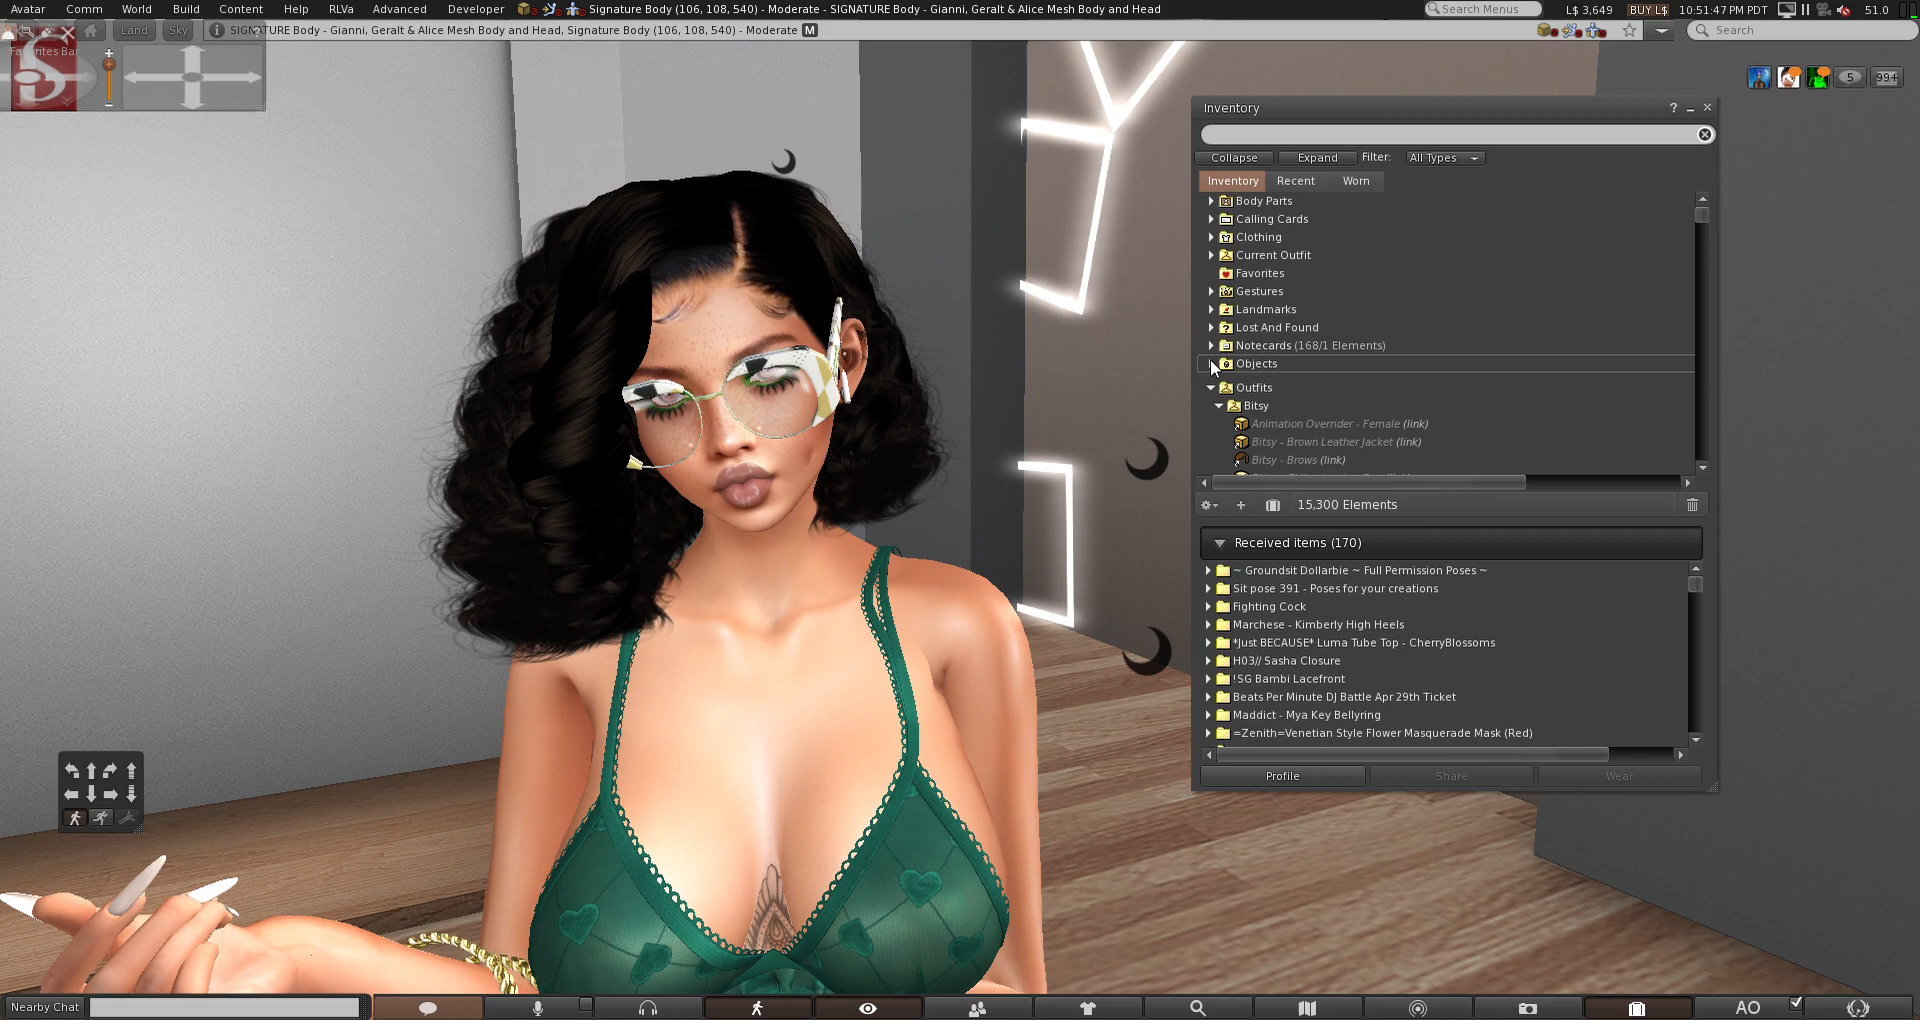 Avatar Comm World Build Content Help RLVa Advanced Developer Signature Body (106, 108, 540) - Moderate - SIGNATURE Body - Gianni, Geralt & Alice Mesh Body and Head Search Menus L$ 3,649 BUY L$ 10:51:47 PM PDT 51.0
Land Sky SIGNATURE Body - Gianni, Geralt & Alice Mesh Body and Head, Signature Body (106, 108, 540) - Moderate M Search
Favorites Bar
5 99+
Inventory ?
Collapse Expand Filter: All Types
Inventory Recent Worn
Body Parts
Calling Cards
Clothing
Current Outfit
Favorites
Gestures
Landmarks
Lost And Found
Notecards (168/1 Elements)
Objects
Outfits
Bitsy
Animation Overrider - Female (link)
Bitsy - Brown Leather Jacket (link)
Bitsy - Brows (link)
15,300 Elements
Received items (170)
~ Groundsit Dollarbie ~ Full Permission Poses ~
Sit pose 391 - Poses for your creations
Fighting Cock
Marchese - Kimberly High Heels
*Just BECAUSE* Luma Tube Top - CherryBlossoms
H03// Sasha Closure
!SG Bambi Lacefront
Beats Per Minute DJ Battle Apr 29th Ticket
Maddict - Mya Key Bellyring
=Zenith=Venetian Style Flower Masquerade Mask (Red)
Profile Share Wear
Nearby Chat AO